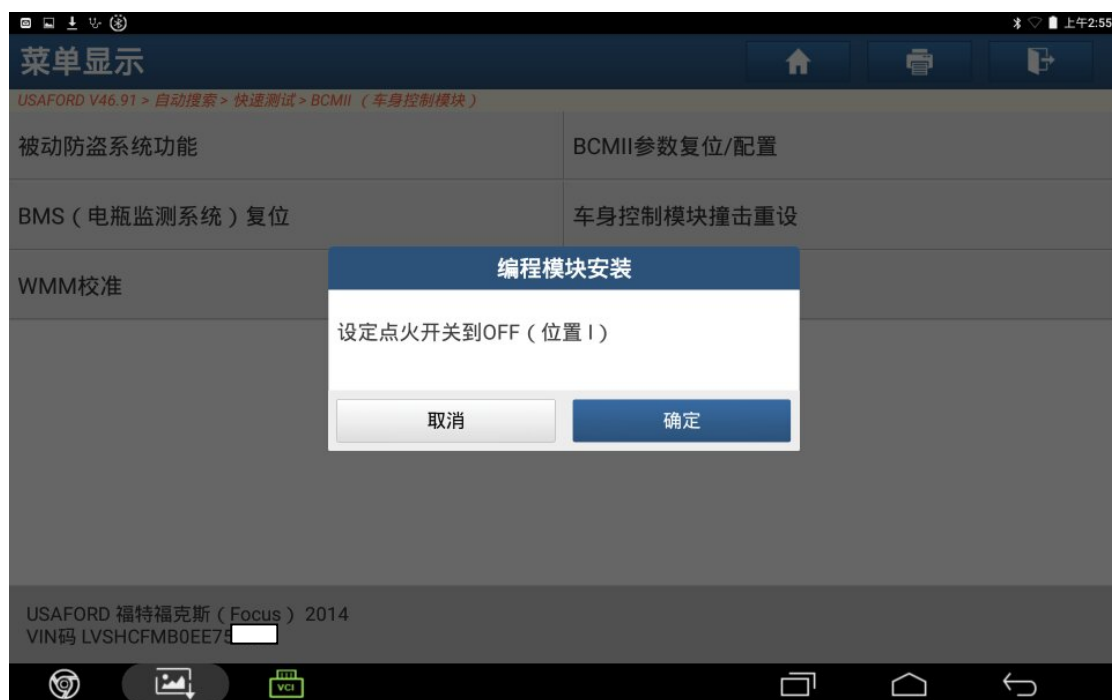 上午2:55
菜单显示
USAFORD V46.91 > 自动搜索 > 快速测试 > BCMII （车身控制模块）
被动防盗系统功能
BCMII参数复位/配置
BMS（电瓶监测系统）复位
车身控制模块撞击重设
WMM校准
编程模块安装
设定点火开关到OFF（位置 I）
取消
确定
USAFORD 福特福克斯（Focus）2014
VIN码 LVSHCFMB0EE75
VCI